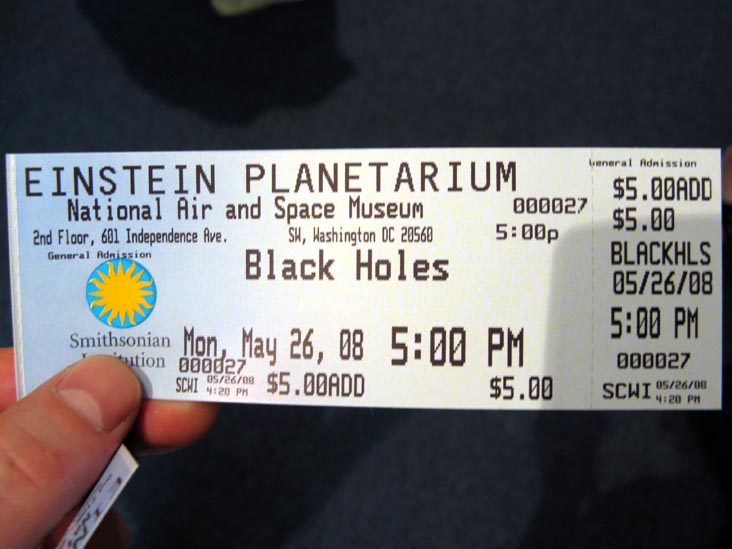 EINSTEIN PLANETARIUM
National Air and Space Museum 000027
2nd Floor, 601 Independence Ave. SW, Washington DC 20560 5:00p
General Admission
Black Holes
Smithsonian
Mon, May 26, 08 5:00 PM
000027
SCWI 05/26/08 4:20 PM $5.00ADD $5.00
General Admission
$5.00ADD
$5.00
BLACKHLS
05/26/08
5:00 PM
000027
SCWI 05/26/08 4:20 PM